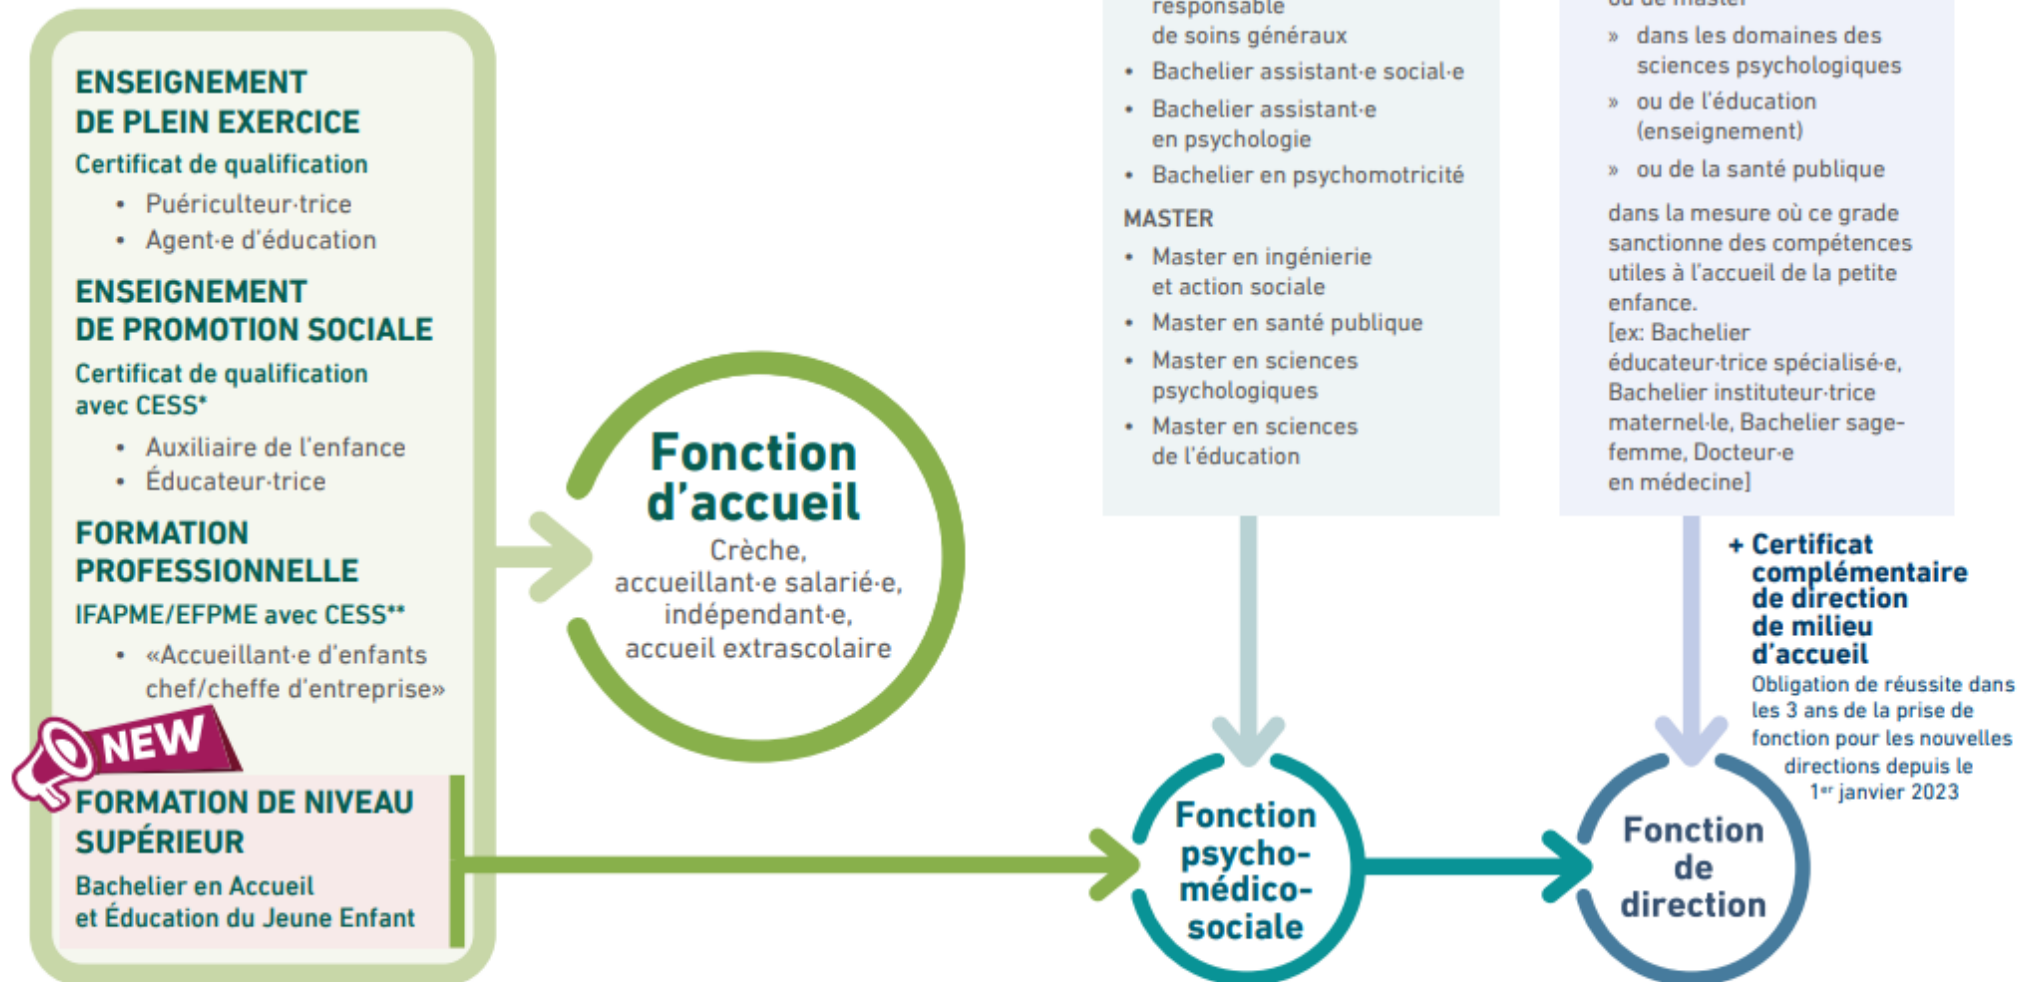 ENSEIGNEMENT
DE PLEIN EXERCICE
Certificat de qualification
• Puériculteur·trice
• Agent·e d'éducation
ENSEIGNEMENT
DE PROMOTION SOCIALE
Certificat de qualification
avec CESS*
• Auxiliaire de l'enfance
• Éducateur·trice
FORMATION
PROFESSIONNELLE
IFAPME/EFPME avec CESS**
• «Accueillant·e d'enfants
chef/cheffe d'entreprise»
NEW
FORMATION DE NIVEAU
SUPÉRIEUR
Bachelier en Accueil
et Éducation du Jeune Enfant
Fonction
d'accueil
Crèche,
accueillant·e salarié·e,
indépendant·e,
accueil extrascolaire
responsable
de soins généraux
• Bachelier assistant·e social·e
• Bachelier assistant·e
en psychologie
• Bachelier en psychomotricité
MASTER
• Master en ingénierie
et action sociale
• Master en santé publique
• Master en sciences
psychologiques
• Master en sciences
de l'éducation
Fonction
psycho-
médico-
sociale
ou de master
» dans les domaines des
sciences psychologiques
» ou de l'éducation
(enseignement)
» ou de la santé publique
dans la mesure où ce grade
sanctionne des compétences
utiles à l'accueil de la petite
enfance.
[ex: Bachelier
éducateur·trice spécialisé·e,
Bachelier instituteur·trice
maternel·le, Bachelier sage-
femme, Docteur·e
en médecine]
+ Certificat
complémentaire
de direction
de milieu
d'accueil
Obligation de réussite dans
les 3 ans de la prise de
fonction pour les nouvelles
directions depuis le
1er janvier 2023
Fonction
de
direction